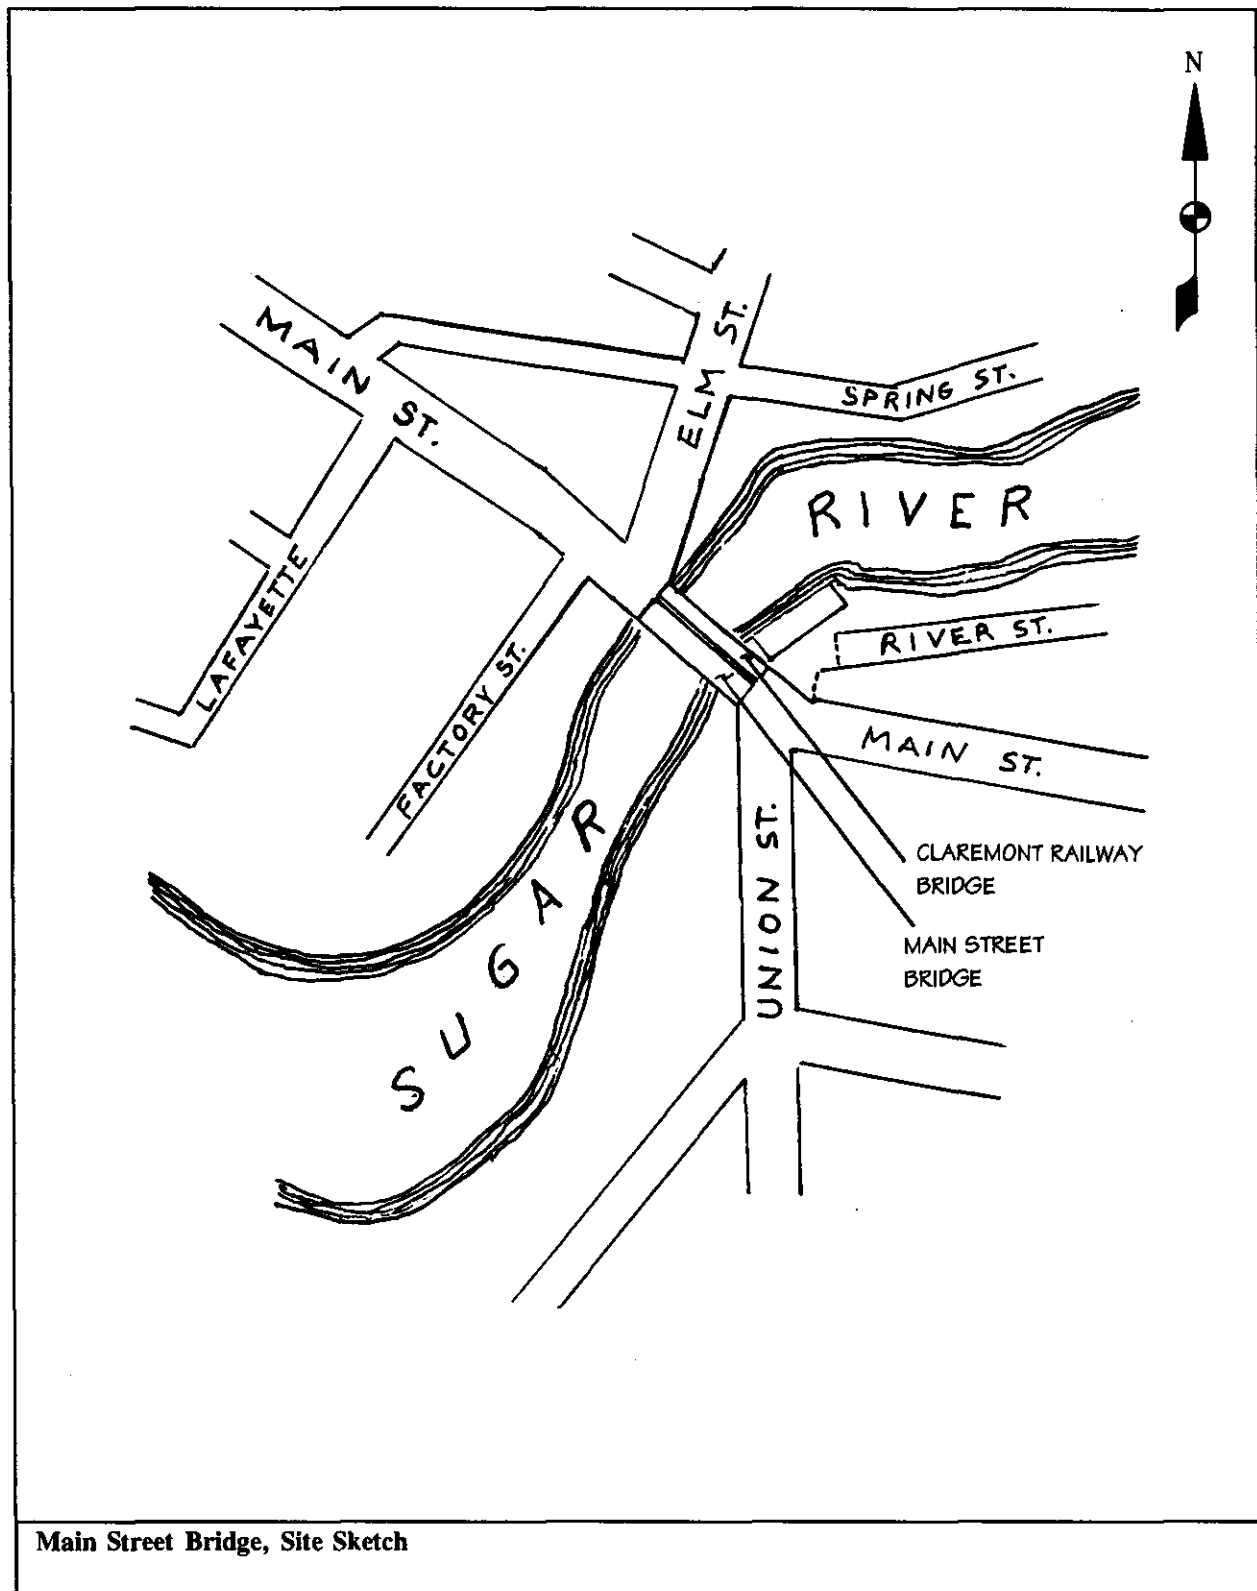 N
MAIN ST.
ELM ST.
SPRING ST.
RIVER
LAFAYETTE
FACTORY ST.
RIVER ST.
MAIN ST.
SUGAR
UNION ST.
CLAREMONT RAILWAY
BRIDGE
MAIN STREET
BRIDGE
Main Street Bridge, Site Sketch